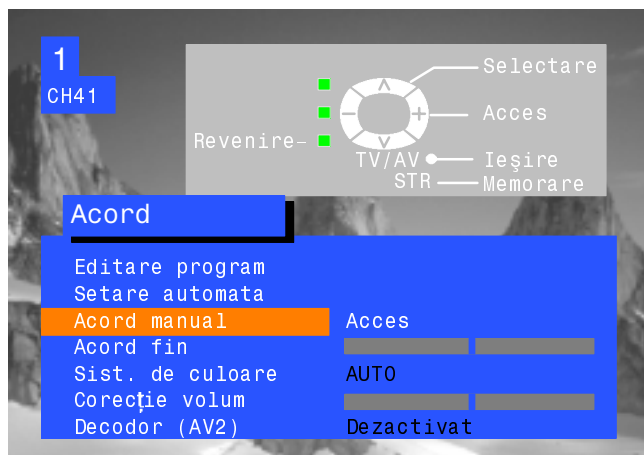 1
CH41
Selectare
Acces
Revenire
TV/AV
Ieşire
STR
Memorare
Acord
Editare program
Setare automata
Acord manual Acces
Acord fin
Sist. de culoare AUTO
Corecţie volum
Decodor (AV2) Dezactivat